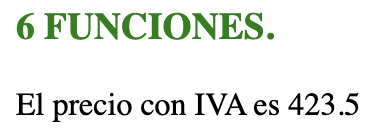 6 FUNCIONES.
El precio con IVA es 423.5